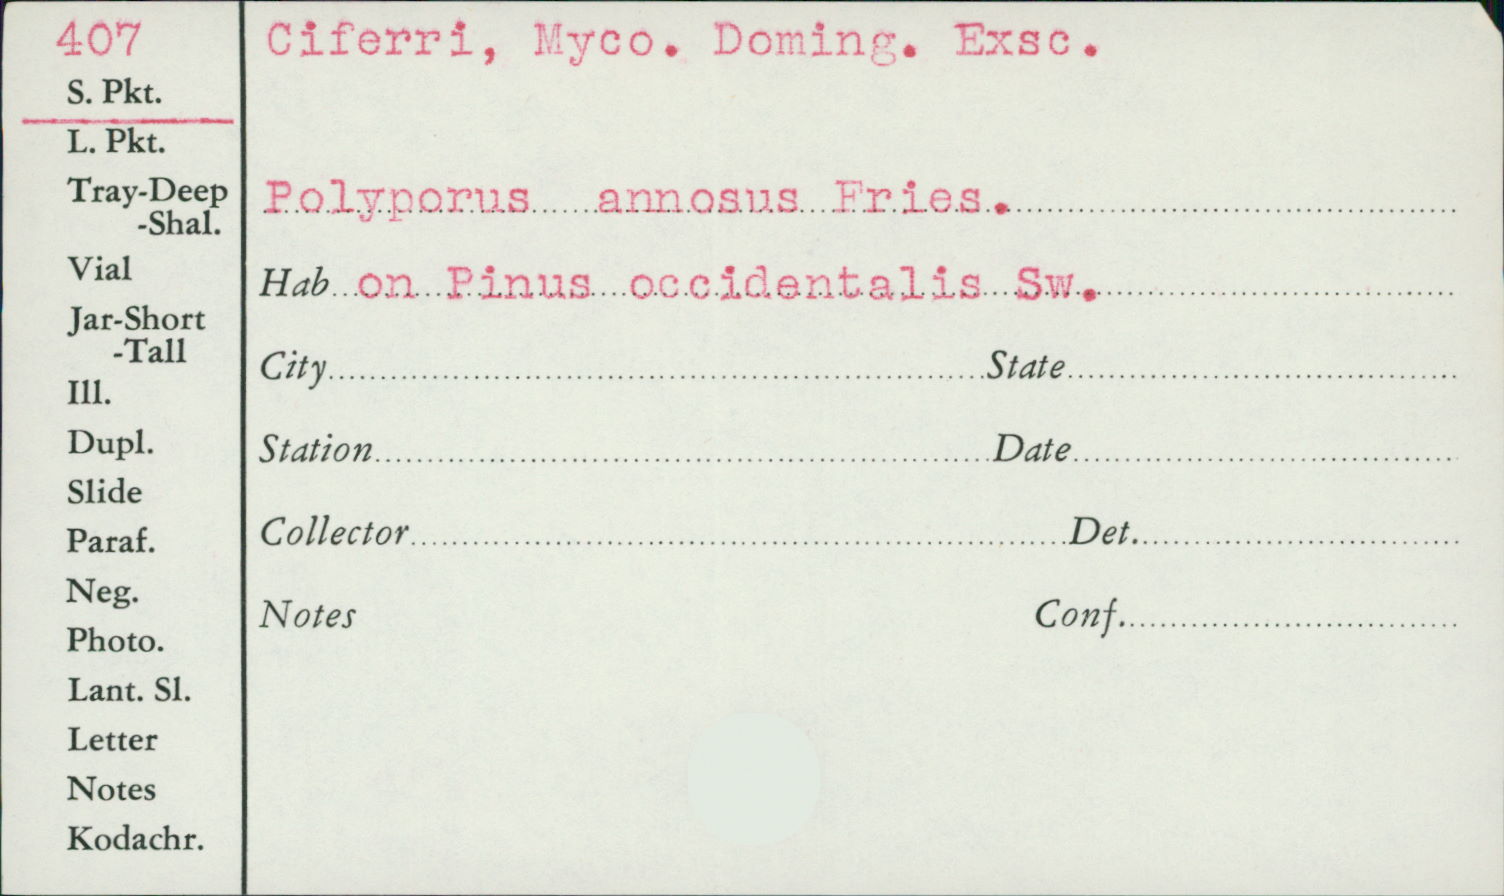 407
S. Pkt.
L. Pkt.
Tray-Deep
-Shal.
Vial
Jar-Short
-Tall
Ill.
Dupl.
Slide
Paraf.
Neg.
Photo.
Lant. Sl.
Letter
Notes
Kodachr.
Ciferri, Myco. Doming. Exsc.
Polyporus annosus Fries.
Hab on Pinus occidentalis Sw.
City State
Station Date
Collector Det.
Notes Conf.